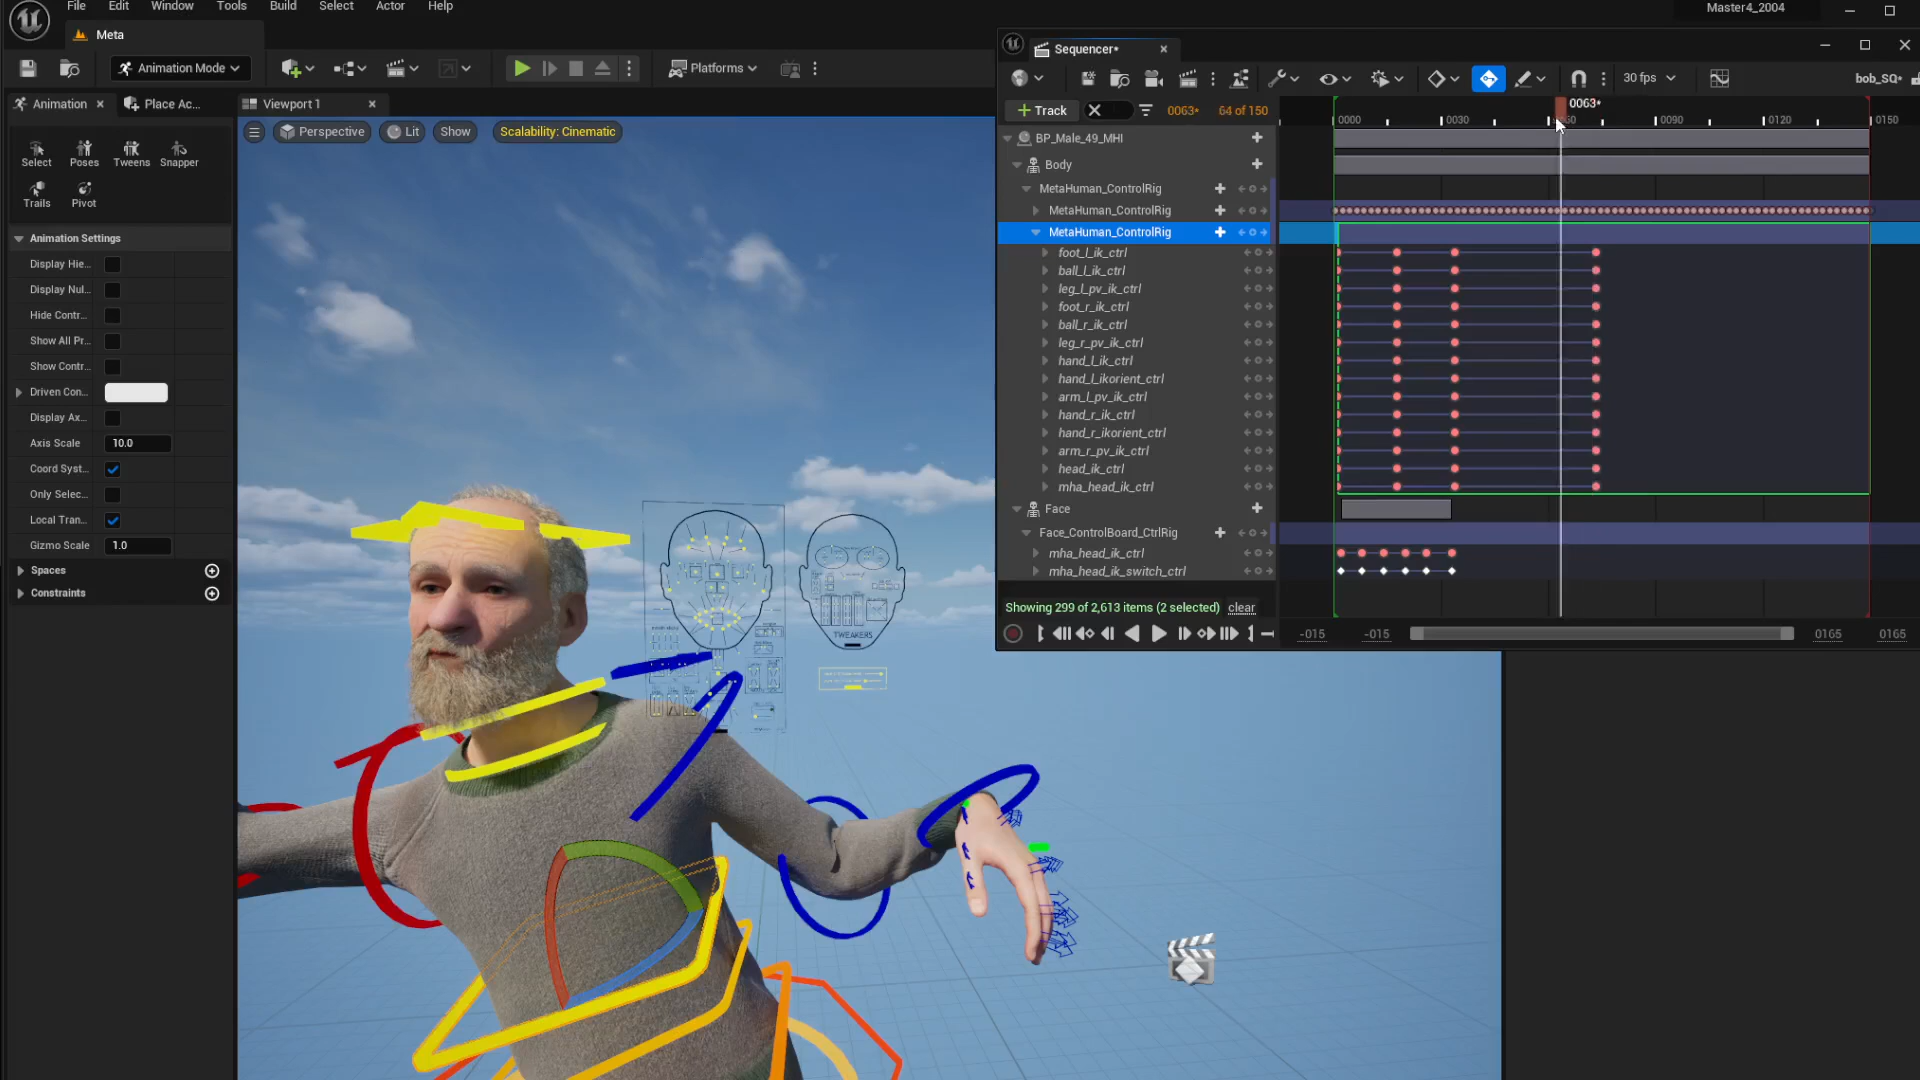 File Edit Window Tools Build Select Actor Help
Master4_2004
Meta
Animation Mode
Platforms
Animation
Place Ac...
Viewport 1
Select Poses Tweens Snapper
Trails Pivot
Perspective
Lit
Show
Scalability: Cinematic
Animation Settings
Display Hie...
Display Nul...
Hide Contr...
Show All Pr...
Show Contr...
Driven Con...
Display Ax...
Axis Scale 10.0
Coord Syst...
Only Selec...
Local Tran...
Gizmo Scale 1.0
Spaces
Constraints
TWEAKERS
Sequencer*
30 fps
bob_SQ*
Track
0063*
64 of 150
0063*
0000 0030 0090 0120 0150
BP_Male_49_MHI
Body
MetaHuman_ControlRig
MetaHuman_ControlRig
MetaHuman_ControlRig
foot_l_ik_ctrl
ball_l_ik_ctrl
leg_l_pv_ik_ctrl
foot_r_ik_ctrl
ball_r_ik_ctrl
leg_r_pv_ik_ctrl
hand_l_ik_ctrl
hand_l_ikorient_ctrl
arm_l_pv_ik_ctrl
hand_r_ik_ctrl
hand_r_ikorient_ctrl
arm_r_pv_ik_ctrl
head_ik_ctrl
mha_head_ik_ctrl
Face
Face_ControlBoard_CtrlRig
mha_head_ik_ctrl
mha_head_ik_switch_ctrl
Showing 299 of 2,613 items (2 selected) clear
-015 -015 0165 0165